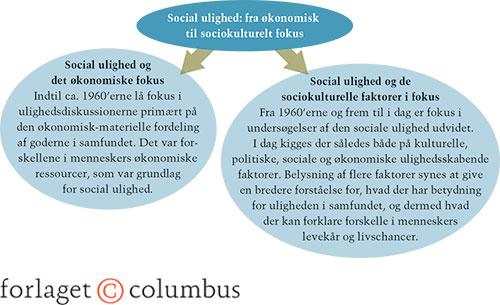 Social ulighed: fra økonomisk
til sociokulturelt fokus
Social ulighed og
det økonomiske fokus
Indtil ca. 1960'erne lå fokus i
ulighedsdiskussionerne primært på
den økonomisk-materielle fordeling
af goderne i samfundet. Det var for-
skellene i menneskers økonomiske
ressourcer, som var grundlag
for social ulighed.
Social ulighed og de
sociokulturelle faktorer i fokus
Fra 1960'erne og frem til i dag er fokus i
undersøgelser af den sociale ulighed udvidet.
I dag kigges der således både på kulturelle,
politiske, sociale og økonomiske ulighedsskabende
faktorer. Belysning af flere faktorer synes at give
en bredere forståelse for, hvad der har betydning
for uligheden i samfundet, og dermed hvad
der kan forklare forskelle i menneskers
levekår og livschancer.
forlaget © columbus